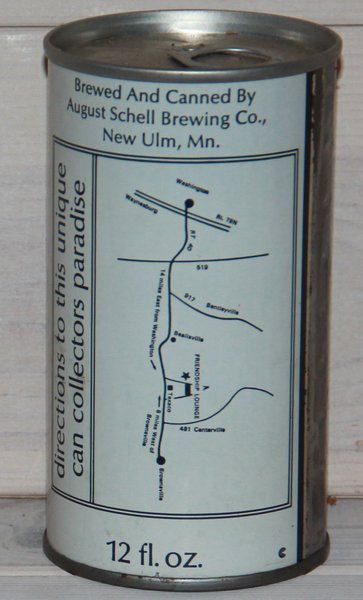 Brewed And Canned By
August Schell Brewing Co.,
New Ulm, Mn.
directions to this unique
can collectors paradise
Washington
Waynesburg
Rt. 79N
RT 40
519
14 miles East from Washington
917
Bentleyville
Beallsville
FRIENDSHIP LOUNGE
Texaco
8 miles West of
Brownsville
481 Centerville
Brownsville
12 fl. oz.
c